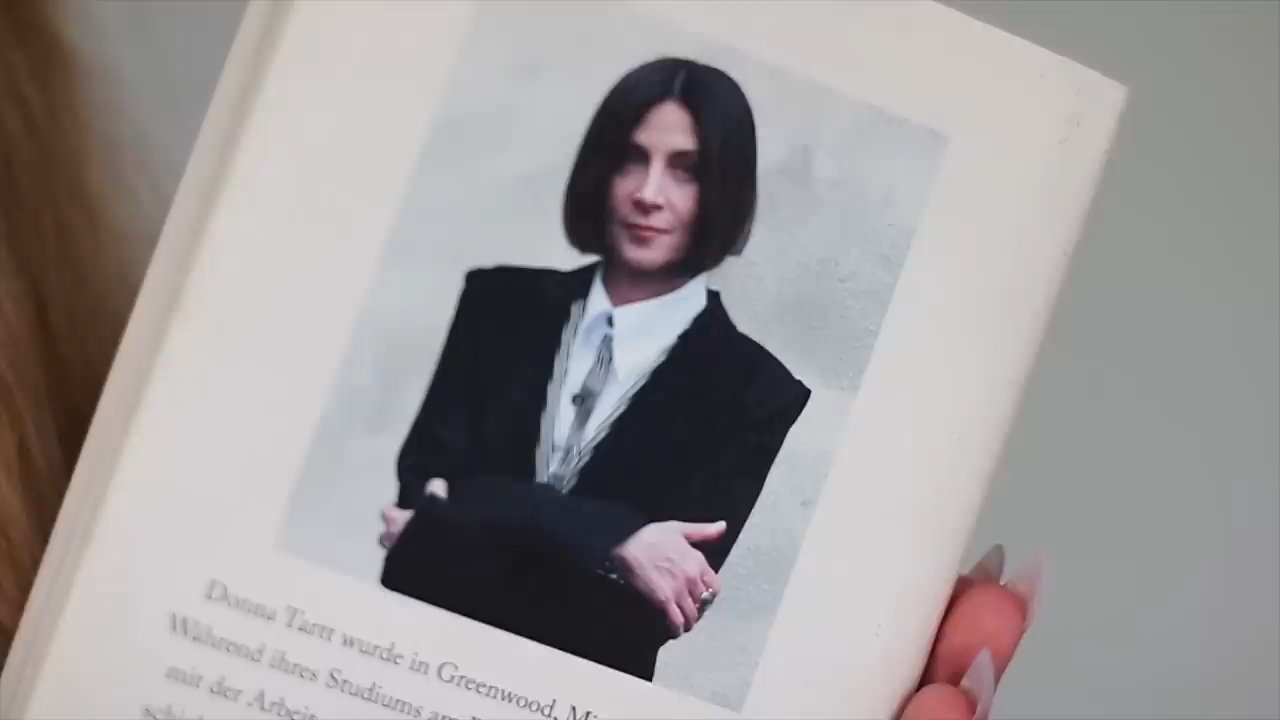 Donna Tartt wurde in Greenwood, Mi
Während ihres Studiums am
mit der Arbeit